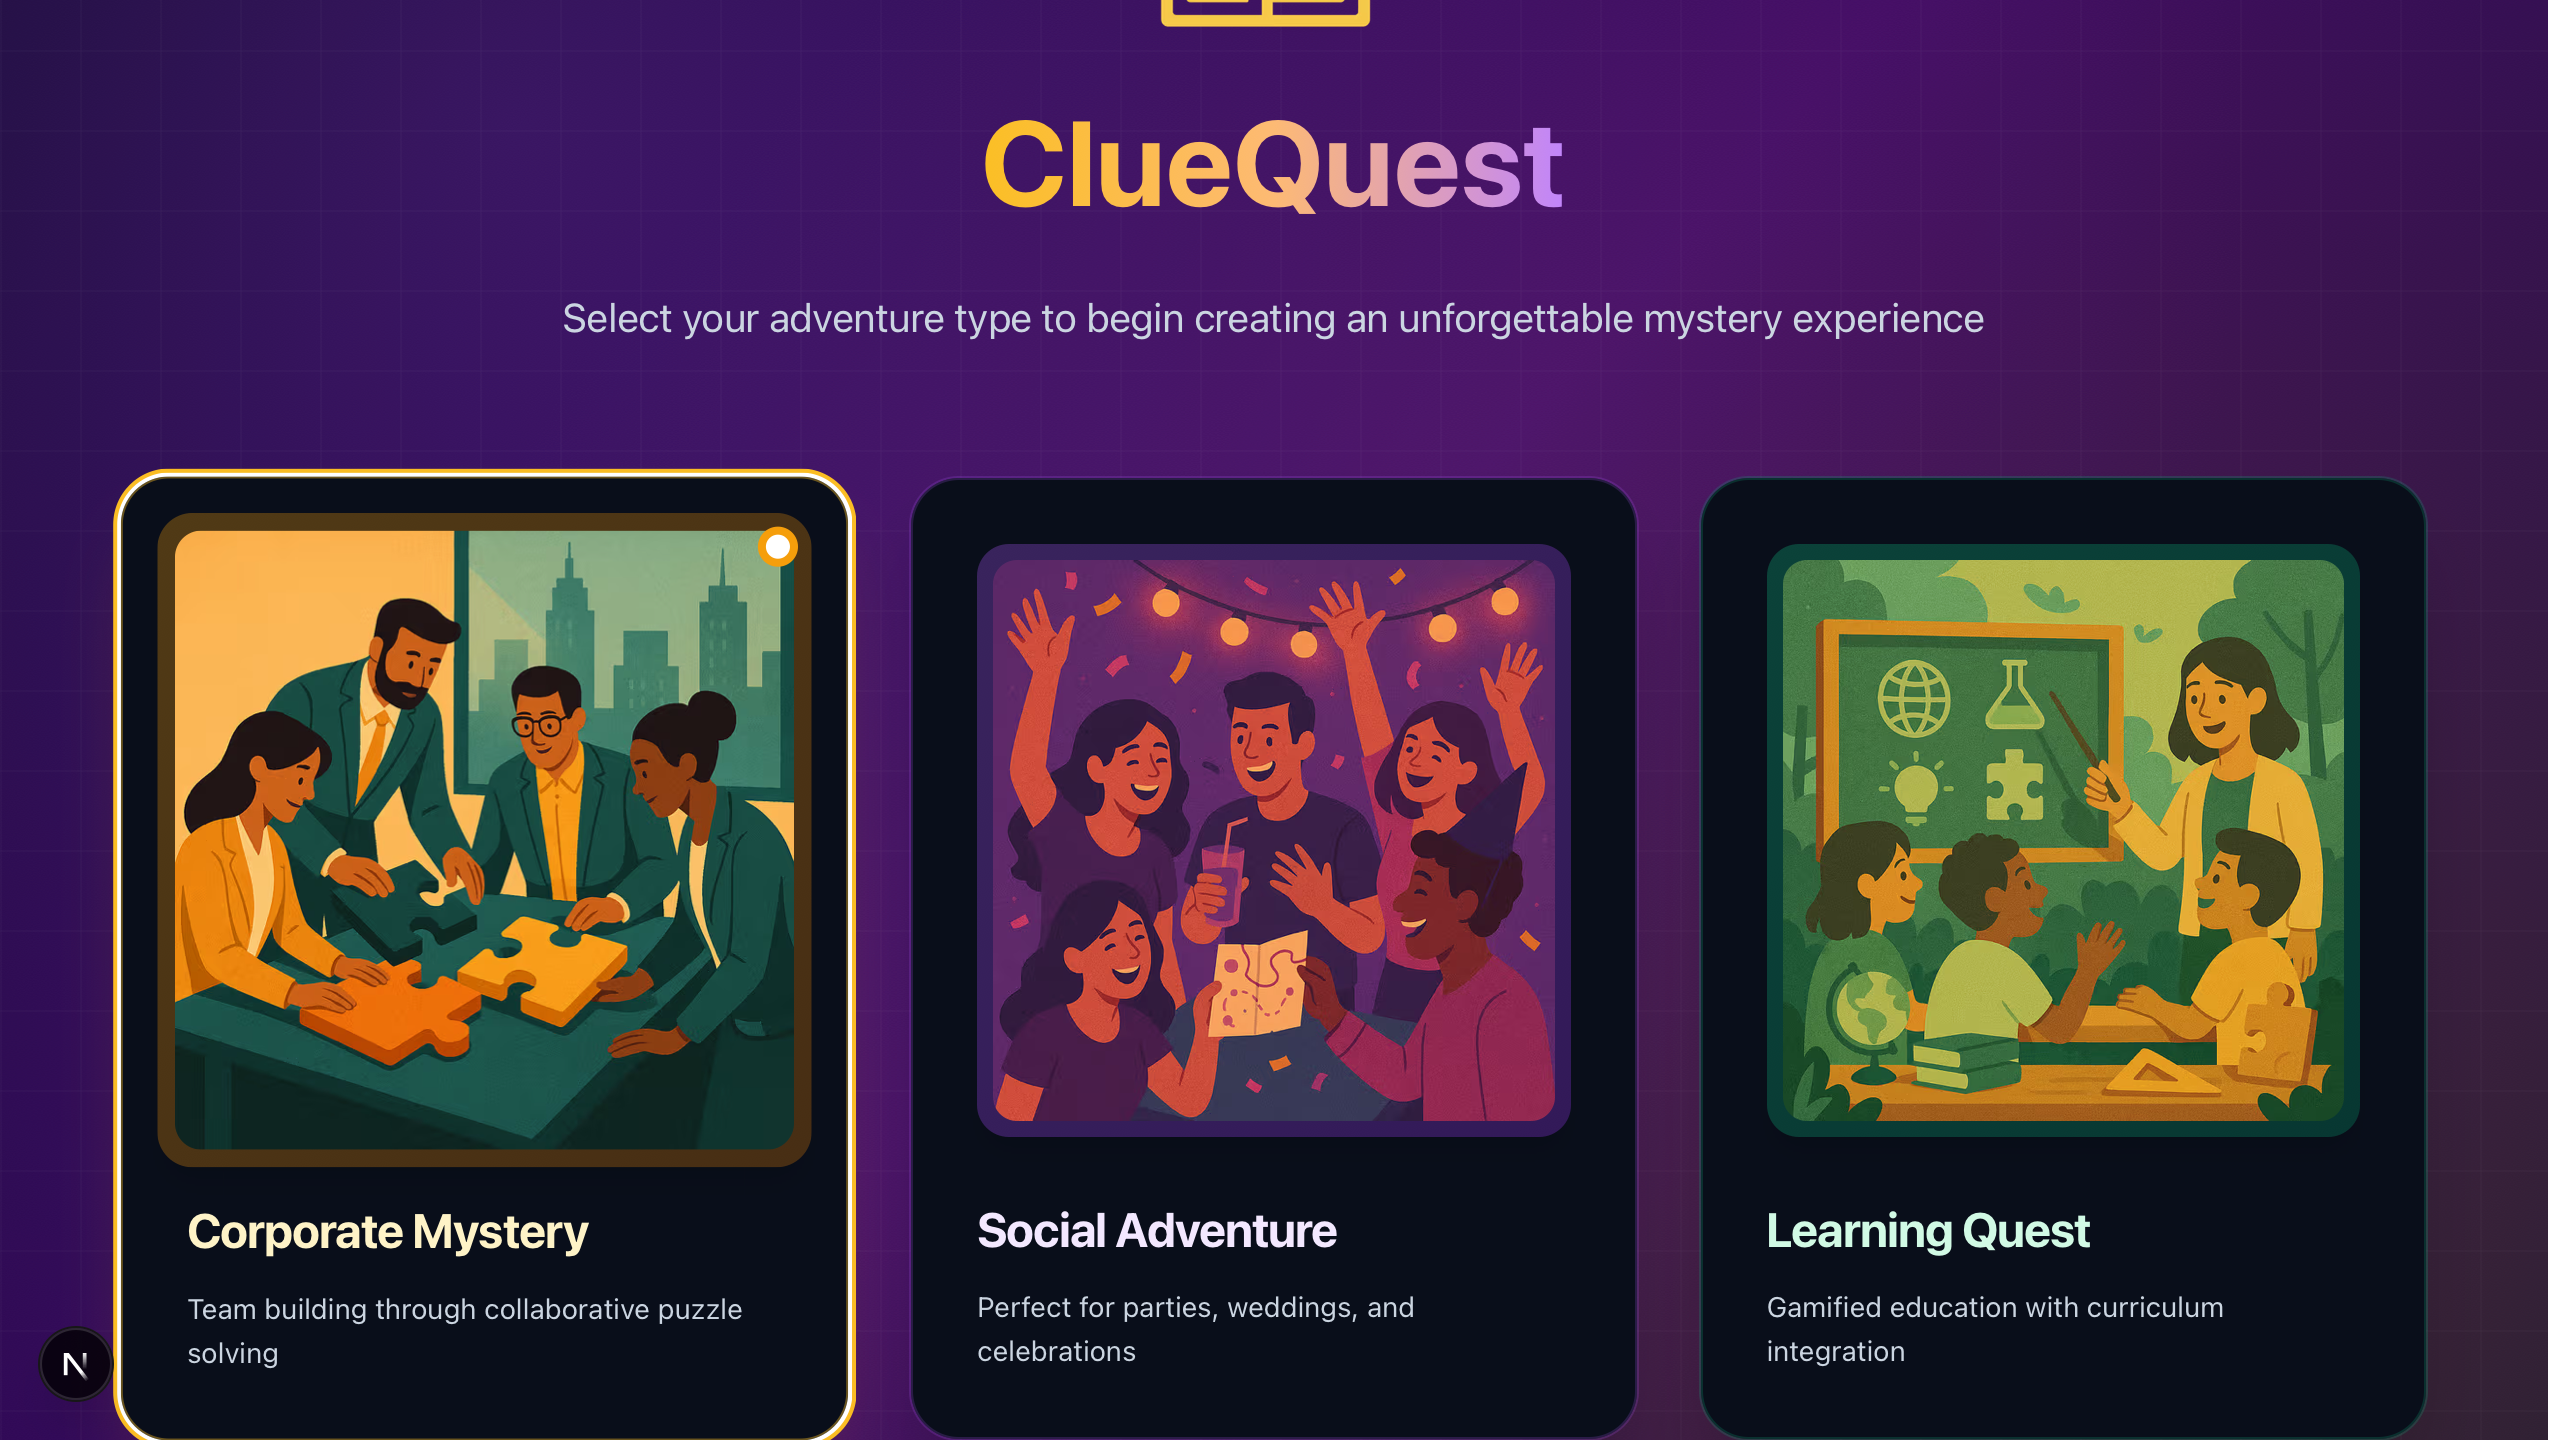 ClueQuest
Select your adventure type to begin creating an unforgettable mystery experience
Corporate Mystery
Team building through collaborative puzzle
solving
Social Adventure
Perfect for parties, weddings, and
celebrations
Learning Quest
Gamified education with curriculum
integration
N